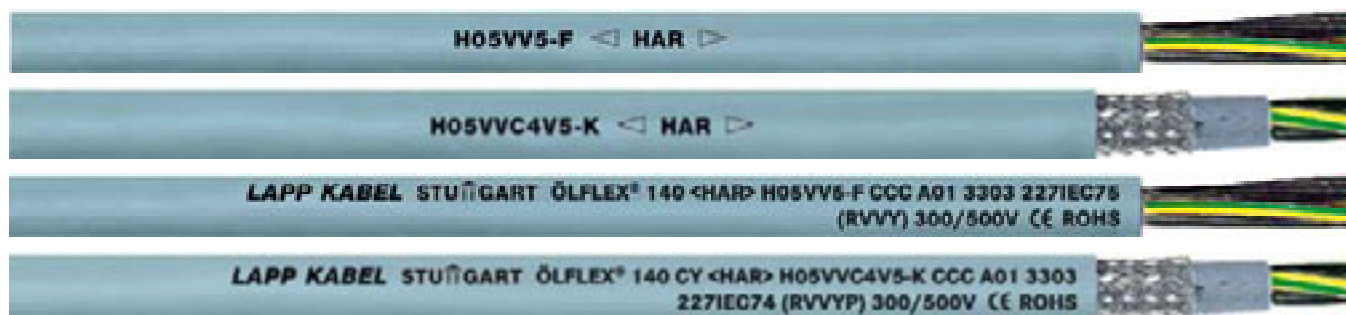 H05VV5-F ◁ HAR ▷
H05VVC4V5-K ◁ HAR ▷
LAPP KABEL STUTTGART ÖLFLEX® 140 <HAR> H05VV5-F CCC A01 3303 227IEC75
(RVVY) 300/500V CE ROHS
LAPP KABEL STUTTGART ÖLFLEX® 140 CY <HAR> H05VVC4V5-K CCC A01 3303
227IEC74 (RVVYP) 300/500V CE ROHS